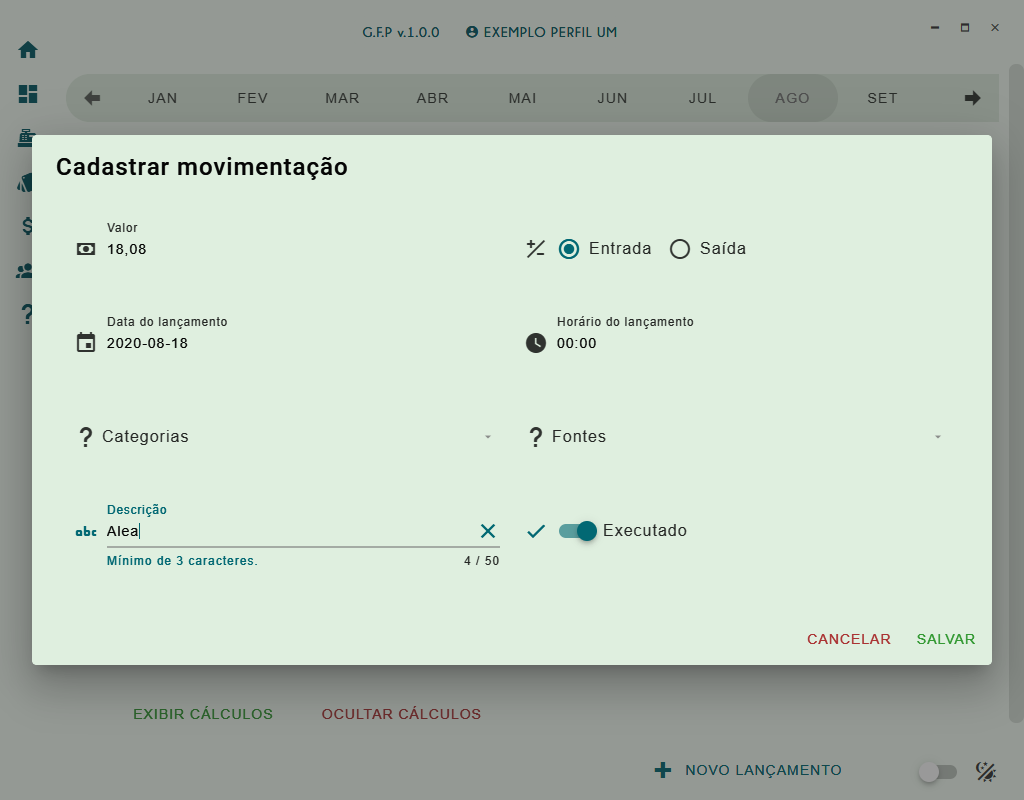 G.F.P v.1.0.0 EXEMPLO PERFIL UM
JAN FEV MAR ABR MAI JUN JUL AGO SET
Cadastrar movimentação
Valor
18,08
Entrada Saída
Data do lançamento
2020-08-18
Horário do lançamento
00:00
Categorias
Fontes
Descrição
abc Alea
Mínimo de 3 caracteres. 4 / 50
Executado
CANCELAR SALVAR
EXIBIR CÁLCULOS OCULTAR CÁLCULOS
NOVO LANÇAMENTO